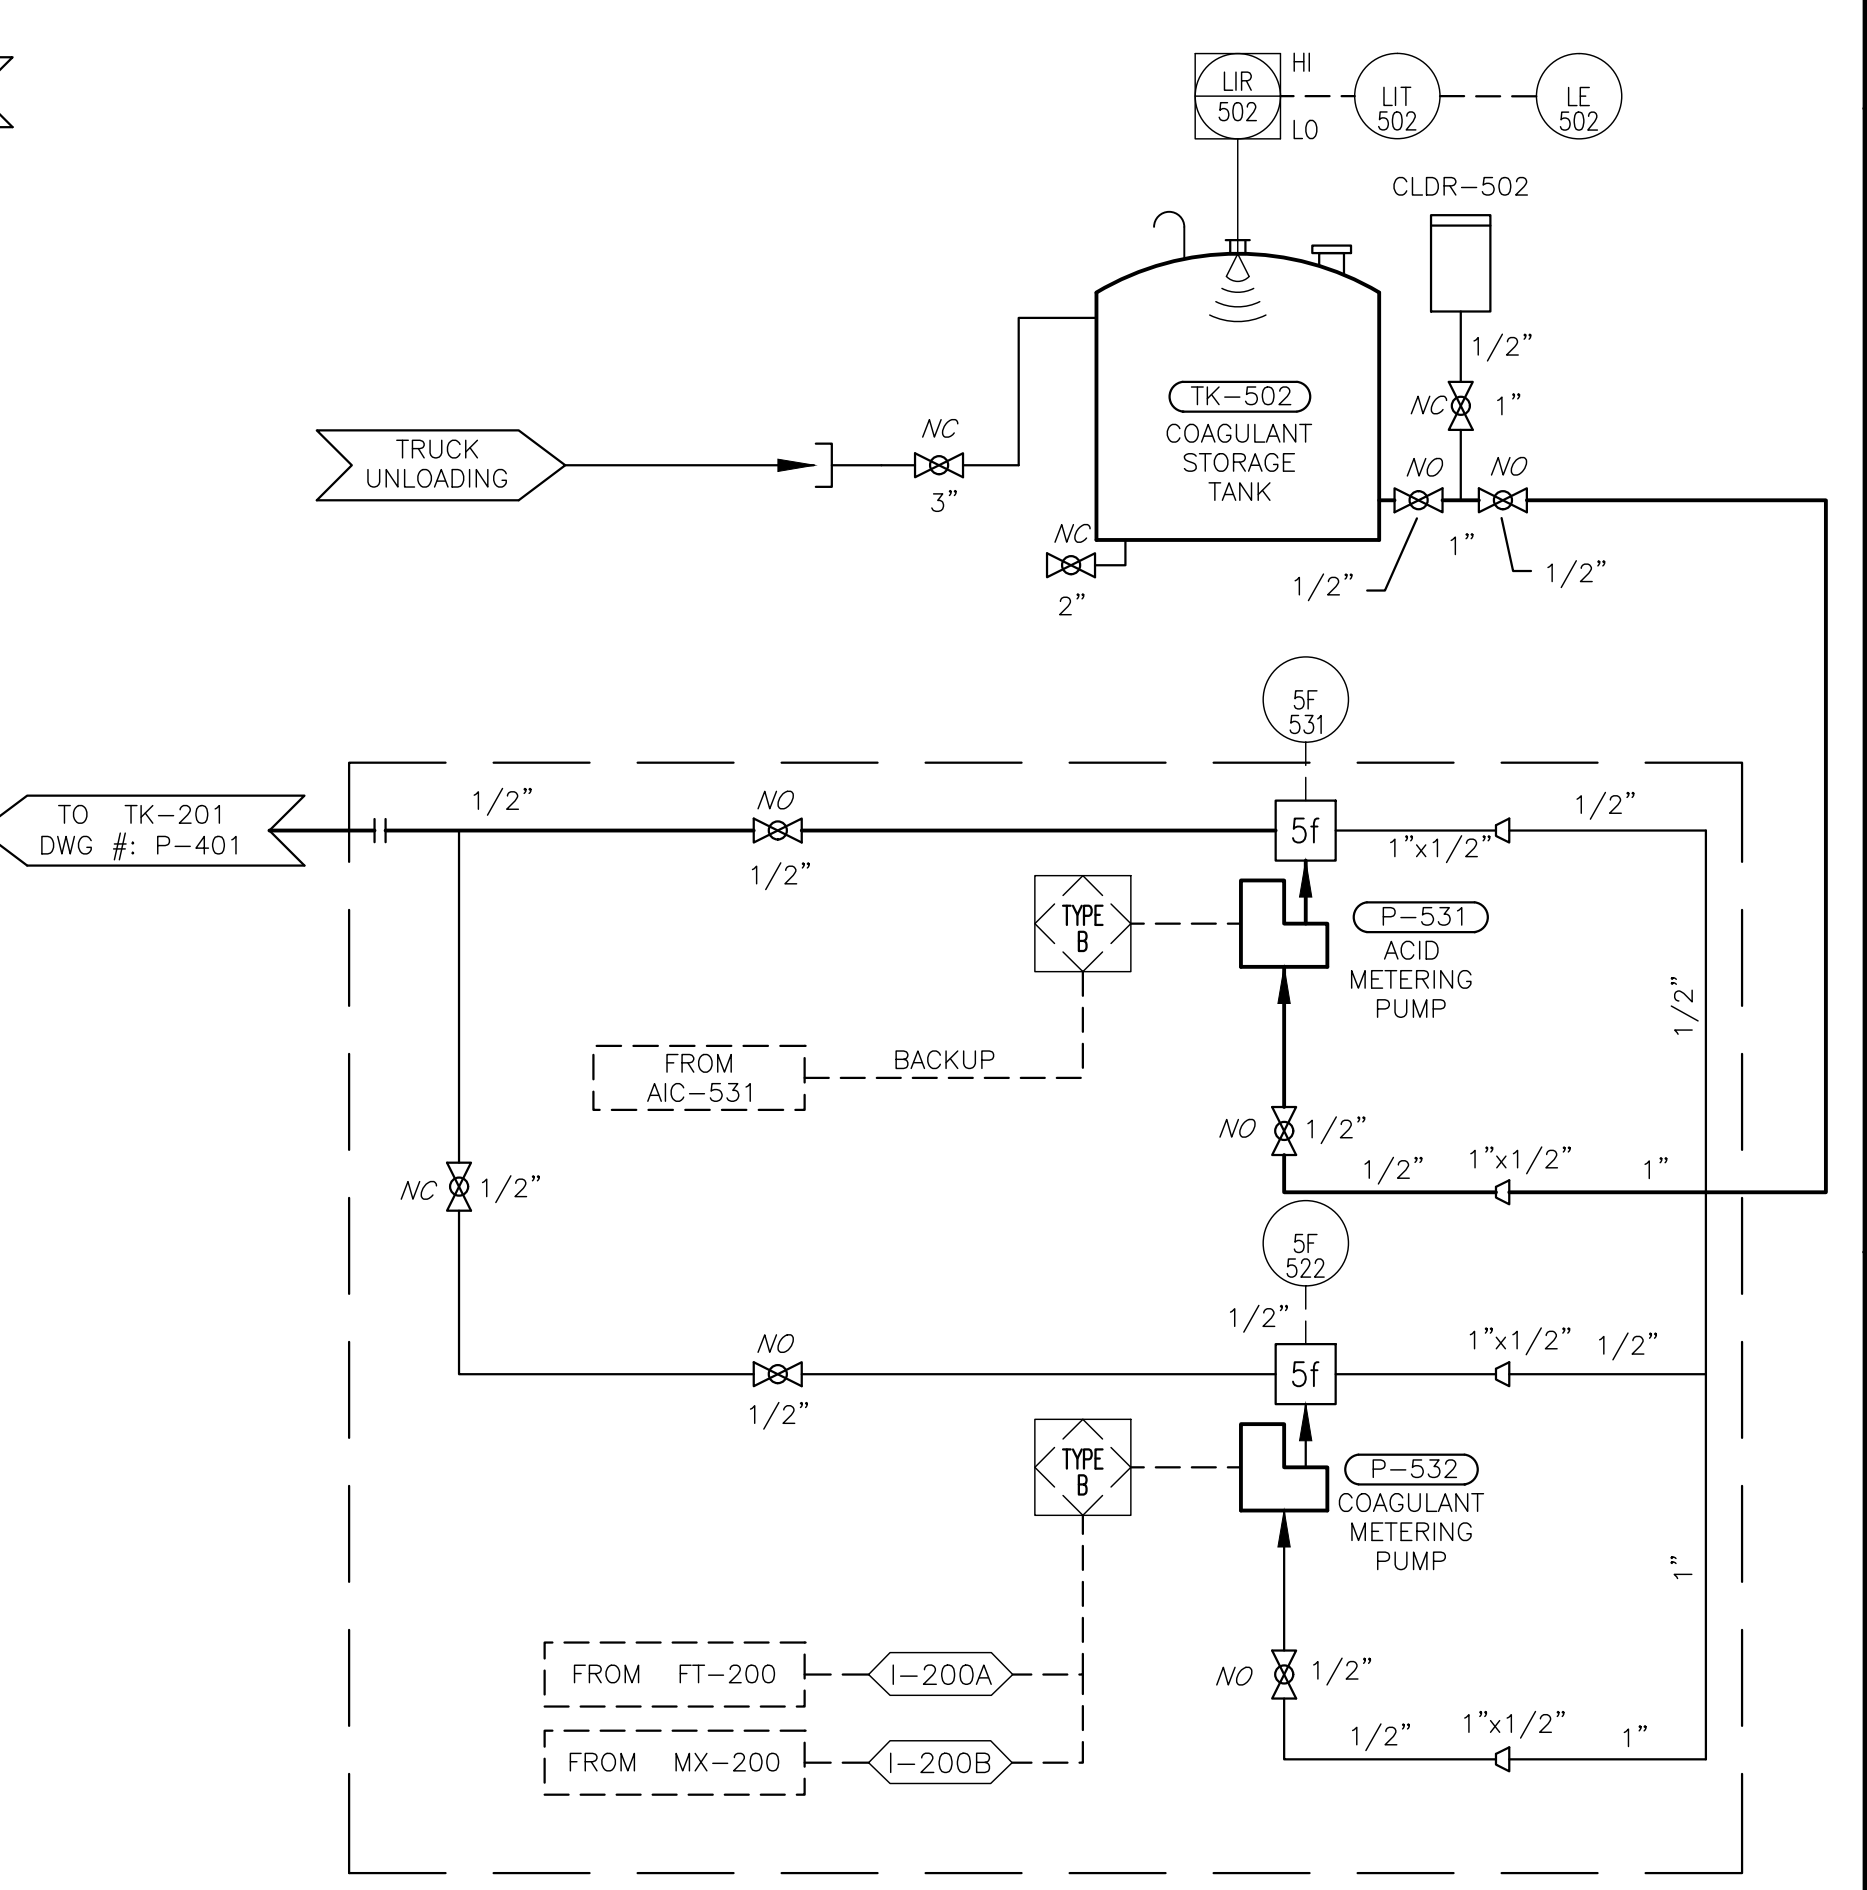 LIR
502
HI
LO
LIT
502
LE
502
CLDR-502
1/2"
NC
1"
TRUCK
UNLOADING
NC
3"
TK-502
COAGULANT
STORAGE
TANK
NO
NO
1"
1/2"
1/2"
NC
2"
5F
531
TO TK-201
DWG #: P-401
1/2"
NO
1/2"
5f
1"x1/2"
1/2"
TYPE
B
P-531
ACID
METERING
PUMP
1/2"
FROM
AIC-531
BACKUP
NO
1/2"
1/2"
1"x1/2"
1"
NC
1/2"
5F
522
1/2"
NO
1/2"
5f
1"x1/2"
1/2"
TYPE
B
P-532
COAGULANT
METERING
PUMP
1"
FROM FT-200
I-200A
NO
1/2"
FROM MX-200
I-200B
1/2"
1"x1/2"
1"